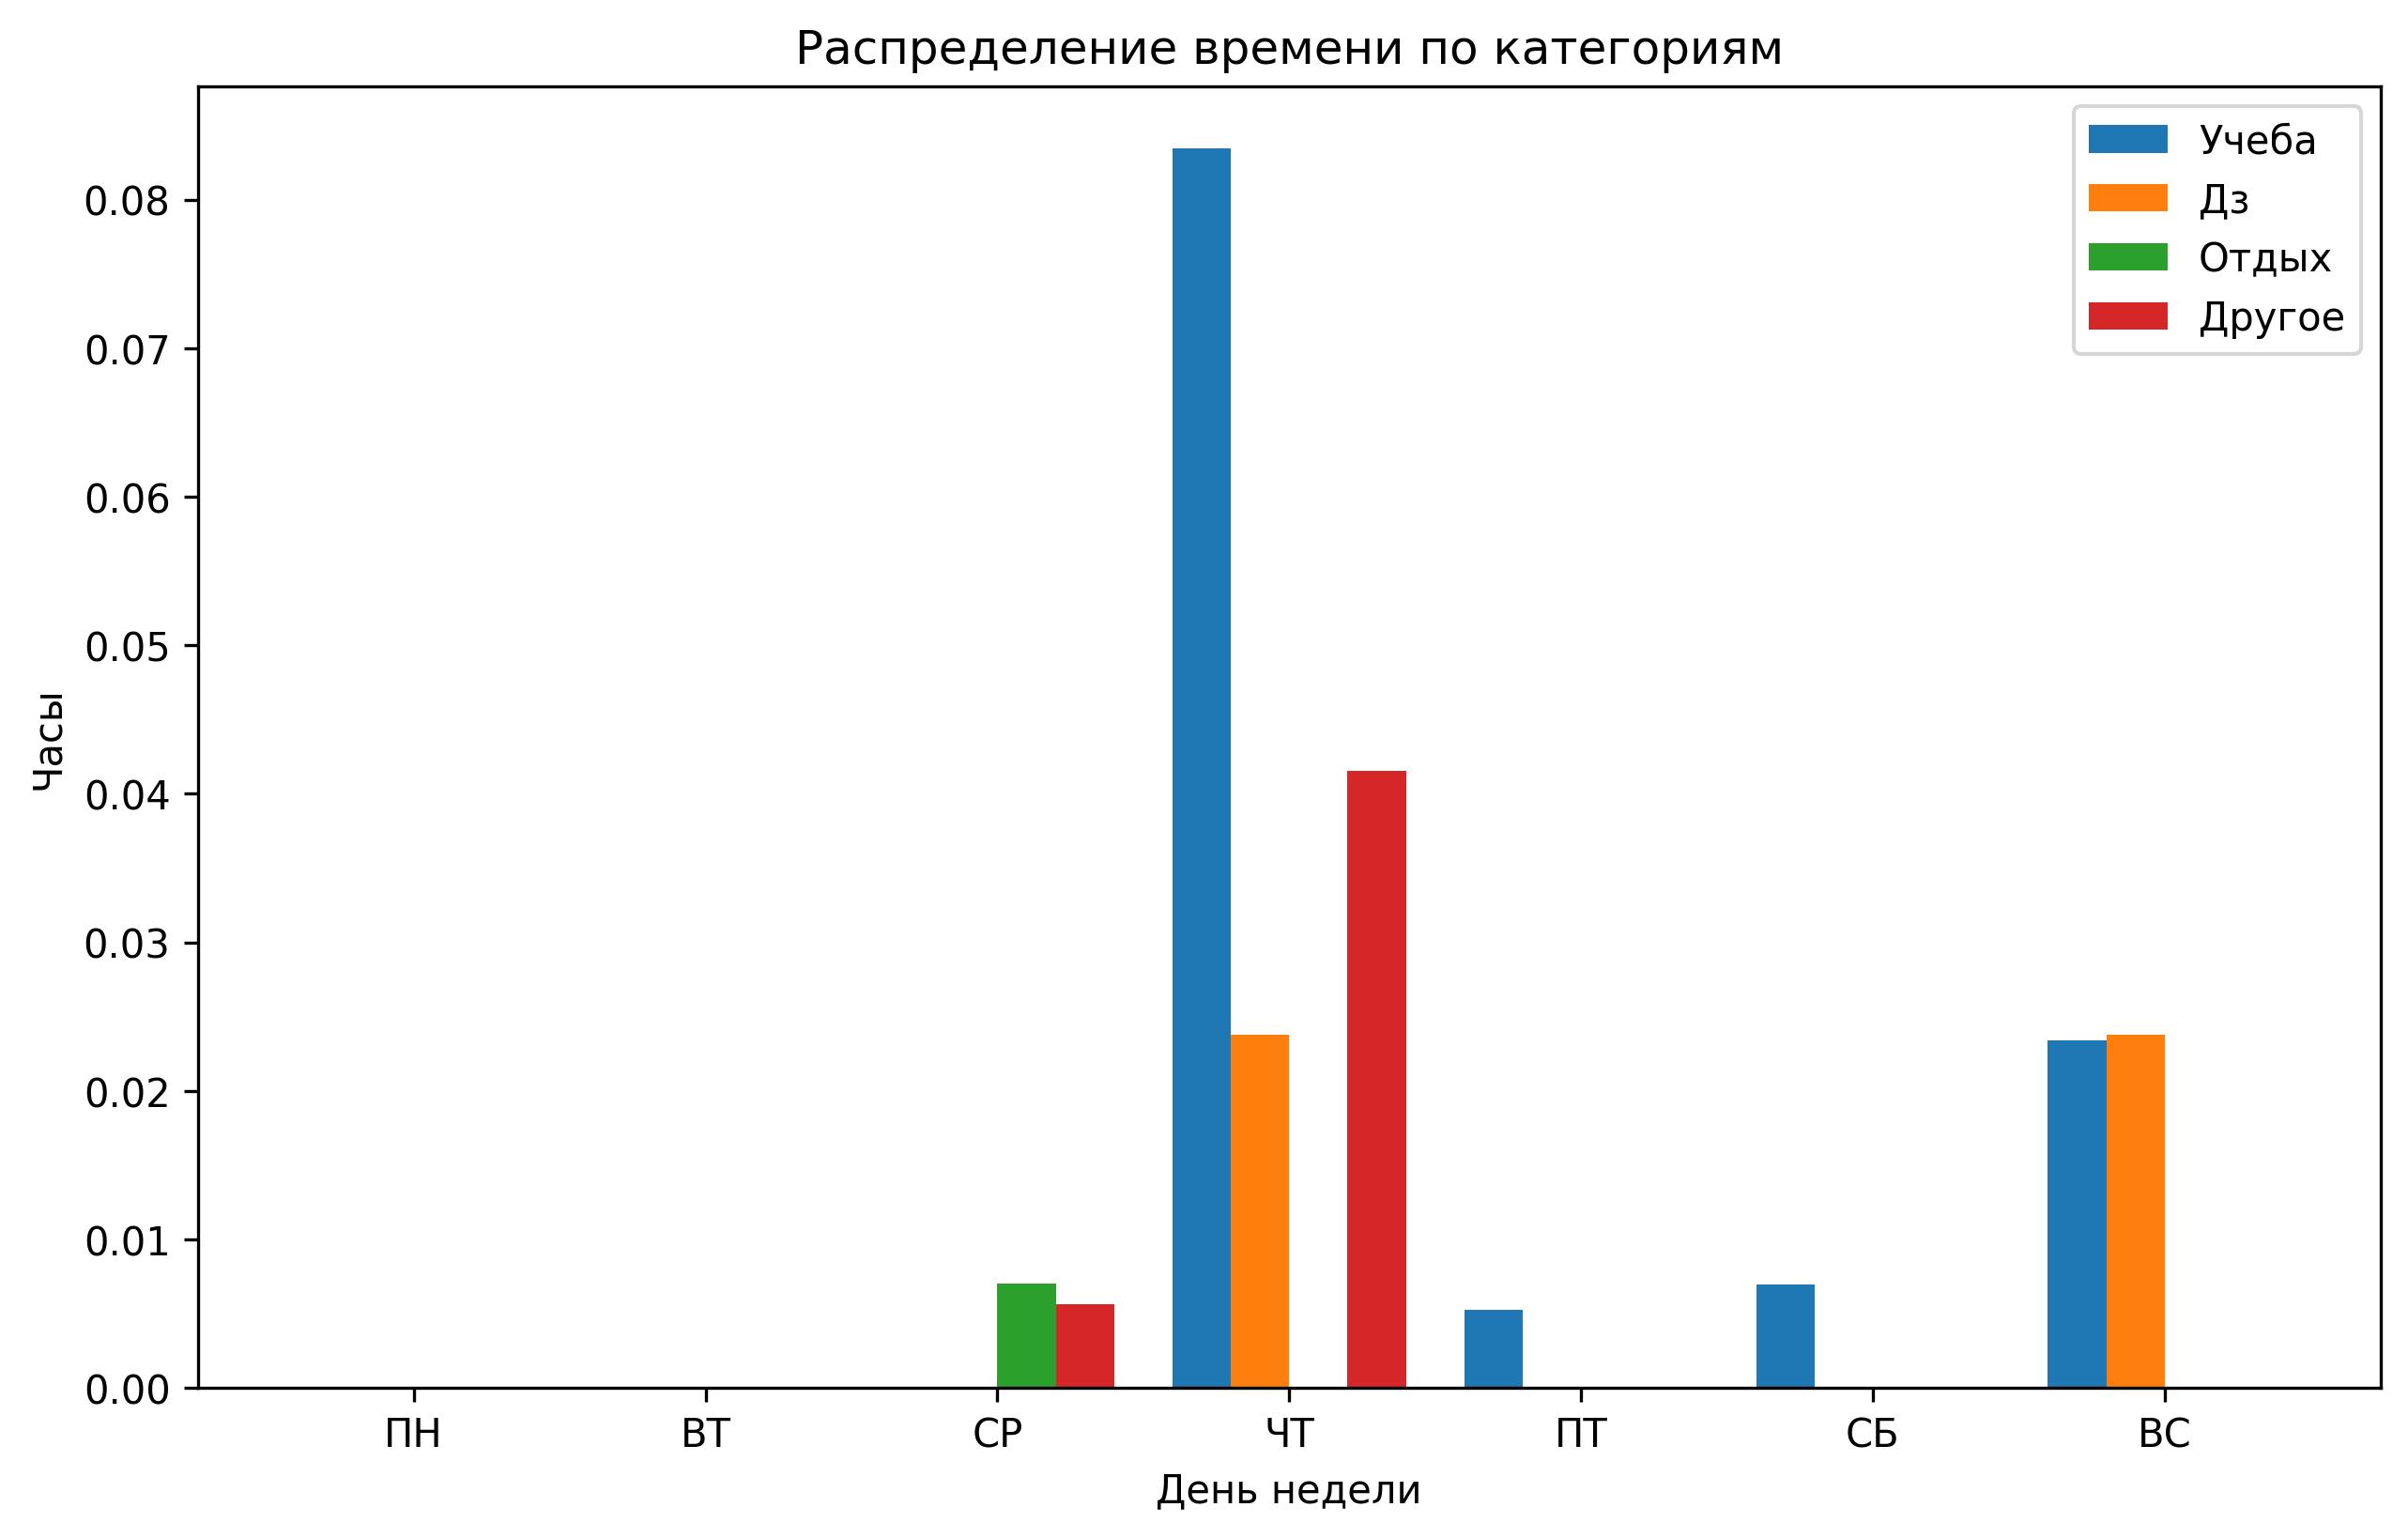 Распределение времени по категориям
Учеба
Дз
Отдых
Другое
0.08
0.07
0.06
0.05
0.04
0.03
0.02
0.01
0.00
Часы
ПН ВТ СР ЧТ ПТ СБ ВС
День недели